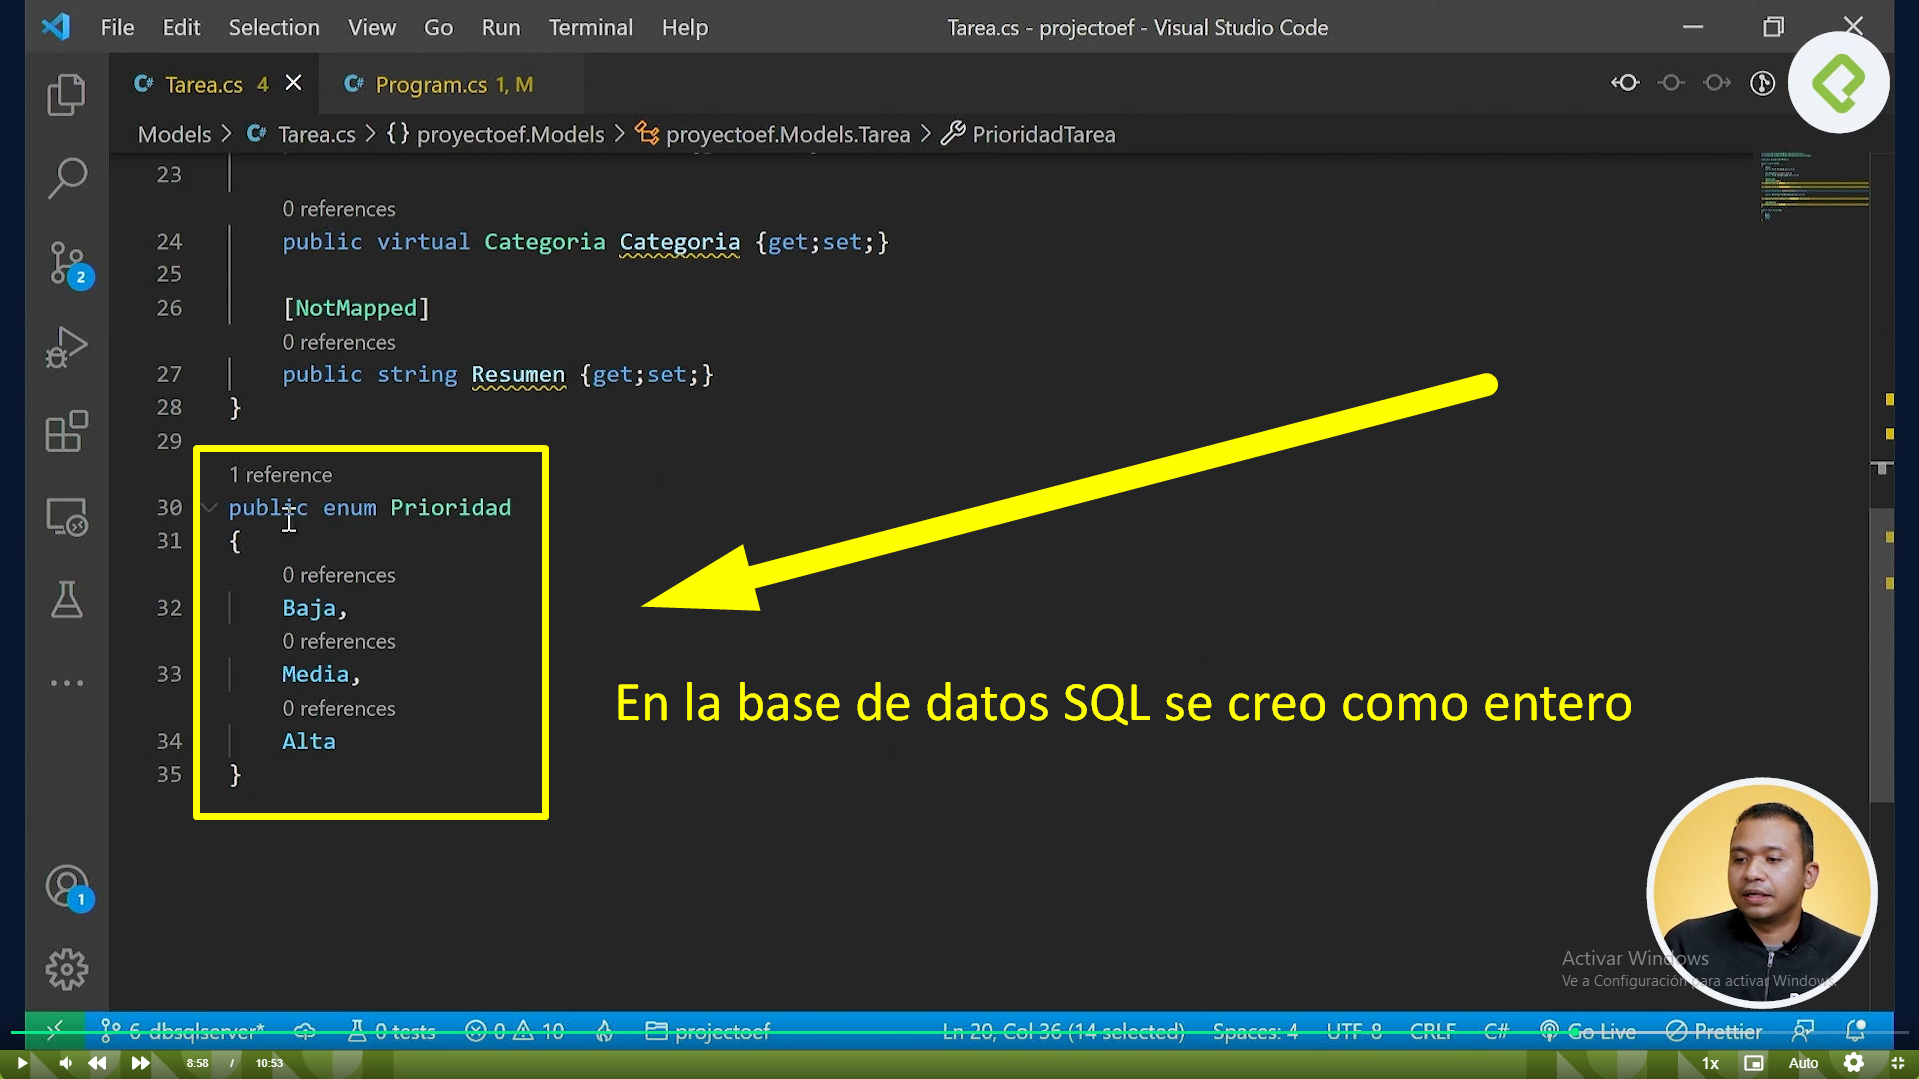 File Edit Selection View Go Run Terminal Help Tarea.cs - projectoef - Visual Studio Code
Tarea.cs 4 Program.cs 1, M
Models > Tarea.cs > {} proyectoef.Models > proyectoef.Models.Tarea > PrioridadTarea
23
0 references
24 public virtual Categoria Categoria {get;set;}
25
26 [NotMapped]
0 references
27 public string Resumen {get;set;}
28 }
29
1 reference
30 public enum Prioridad
31 {
0 references
32 Baja,
0 references
33 Media,
0 references
34 Alta
35 }
En la base de datos SQL se creo como entero
2
1
Activar Windows
Ve a Configuración para activar Windows.
6-dbsqlserver* 0 tests 0 10 projectoef Ln 20, Col 36 (14 selected) Spaces: 4 UTF-8 CRLF C# Go Live Prettier
8:58 / 10:53 1x Auto